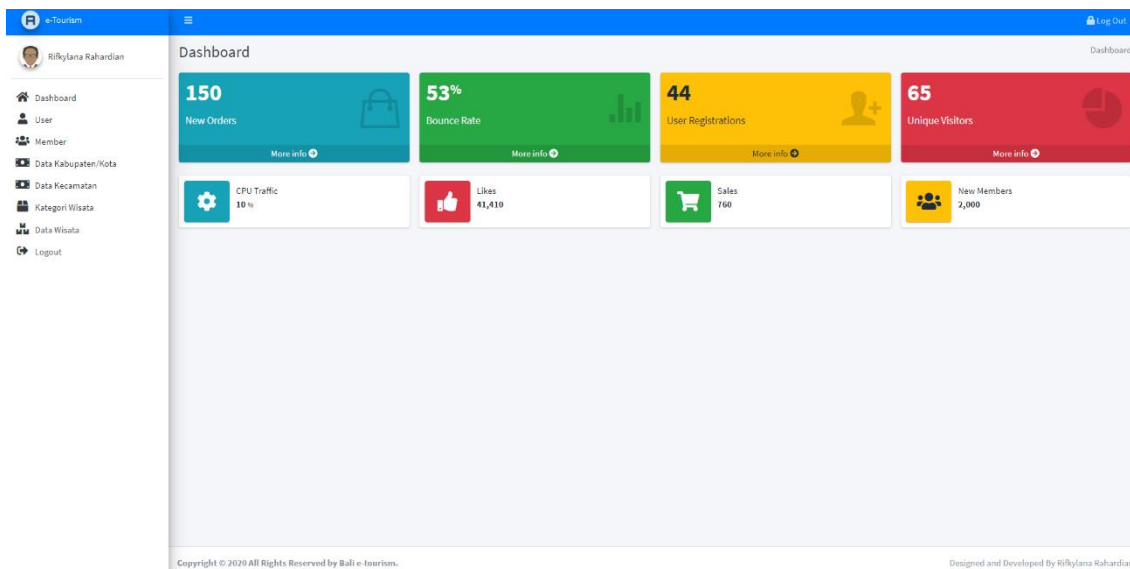 e-Tourism
Log Out
Rifkylana Rahardian
Dashboard
User
Member
Data Kabupaten/Kota
Data Kecamatan
Kategori Wisata
Data Wisata
Logout
Dashboard
Dashboard
150
New Orders
More info
53%
Bounce Rate
More info
44
User Registrations
More info
65
Unique Visitors
More info
CPU Traffic
10 %
Likes
41,410
Sales
760
New Members
2,000
Copyright © 2020 All Rights Reserved by Bali e-tourism.
Designed and Developed By Rifkylana Rahardian